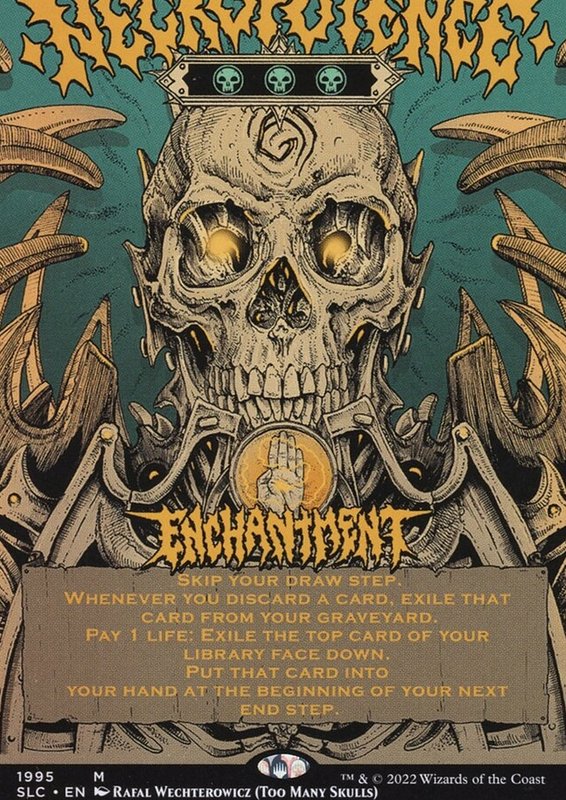 NECROPOTENCE
ENCHANTMENT
SKIP YOUR DRAW STEP.
WHENEVER YOU DISCARD A CARD, EXILE THAT
CARD FROM YOUR GRAVEYARD.
PAY 1 LIFE: EXILE THE TOP CARD OF YOUR
LIBRARY FACE DOWN.
PUT THAT CARD INTO
YOUR HAND AT THE BEGINNING OF YOUR NEXT
END STEP.
1995 M
SLC • EN RAFAL WECHTEROWICZ (TOO MANY SKULLS)
™ & © 2022 Wizards of the Coast